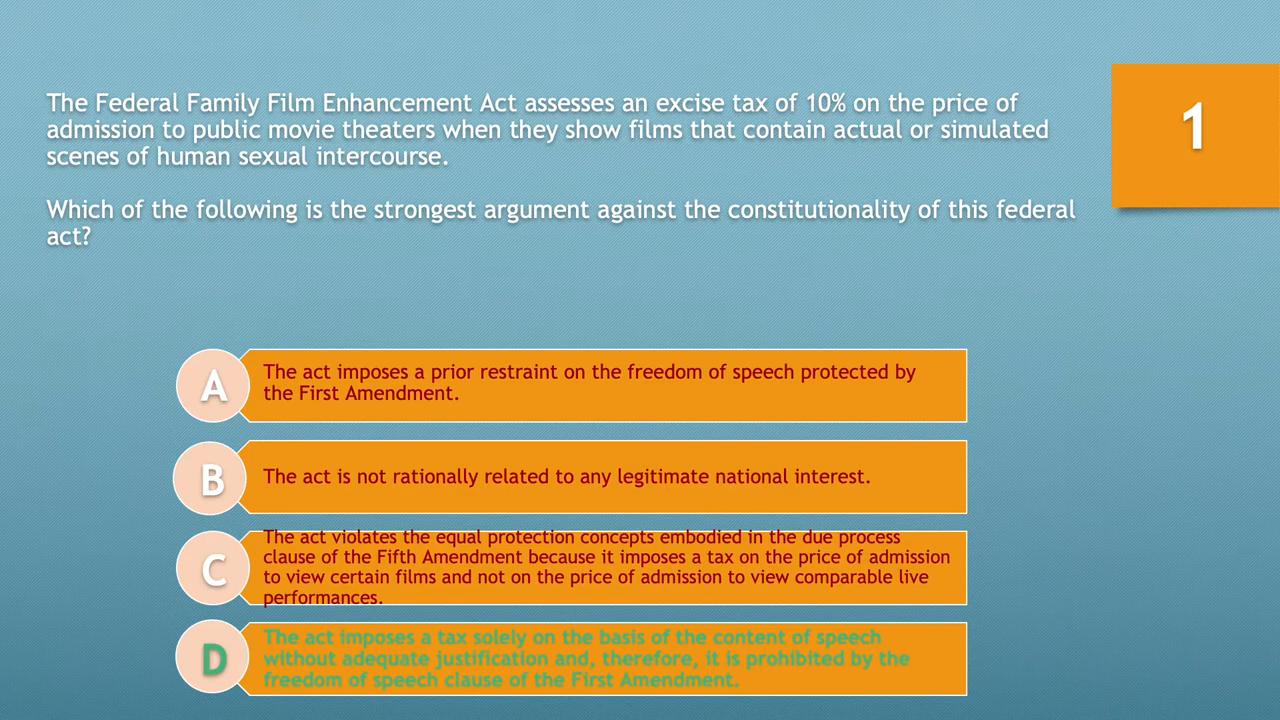 The Federal Family Film Enhancement Act assesses an excise tax of 10% on the price of
admission to public movie theaters when they show films that contain actual or simulated
scenes of human sexual intercourse.
Which of the following is the strongest argument against the constitutionality of this federal
act?
1
A
The act imposes a prior restraint on the freedom of speech protected by
the First Amendment.
B
The act is not rationally related to any legitimate national interest.
C
The act violates the equal protection concepts embodied in the due process
clause of the Fifth Amendment because it imposes a tax on the price of admission
to view certain films and not on the price of admission to view comparable live
performances.
D
The act imposes a tax solely on the basis of the content of speech
without adequate justification and, therefore, it is prohibited by the
freedom of speech clause of the First Amendment.